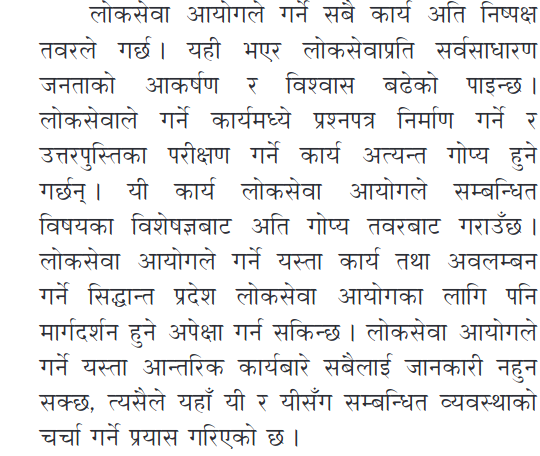 लोकसेवा आयोगले गर्ने सबै कार्य अति निष्पक्ष
तवरले गर्छ। यही भएर लोकसेवाप्रति सर्वसाधारण
जनताको आकर्षण र विश्वास बढेको पाइन्छ।
लोकसेवाले गर्ने कार्यमध्ये प्रश्नपत्र निर्माण गर्ने र
उत्तरपुस्तिका परीक्षण गर्ने कार्य अत्यन्त गोप्य हुने
गर्छन्। यी कार्य लोकसेवा आयोगले सम्बन्धित
विषयका विशेषज्ञबाट अति गोप्य तवरबाट गराउँछ।
लोकसेवा आयोगले गर्ने यस्ता कार्य तथा अवलम्बन
गर्ने सिद्धान्त प्रदेश लोकसेवा आयोगका लागि पनि
मार्गदर्शन हुने अपेक्षा गर्न सकिन्छ। लोकसेवा आयोगले
गर्ने यस्ता आन्तरिक कार्यबारे सबैलाई जानकारी नहुन
सक्छ, त्यसैले यहाँ यी र यीसँग सम्बन्धित व्यवस्थाको
चर्चा गर्ने प्रयास गरिएको छ।